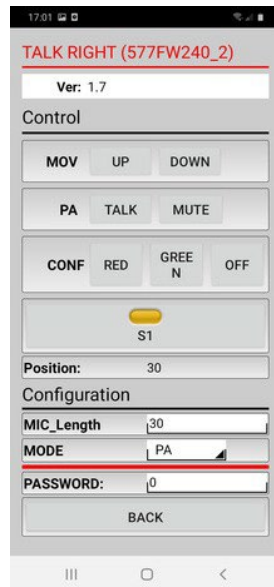 17:01
TALK RIGHT (577FW240_2)
Ver: 1.7
Control
MOV UP DOWN
PA TALK MUTE
CONF RED GREE
N OFF
S1
Position: 30
Configuration
MIC_Length 30
MODE PA
PASSWORD: 0
BACK